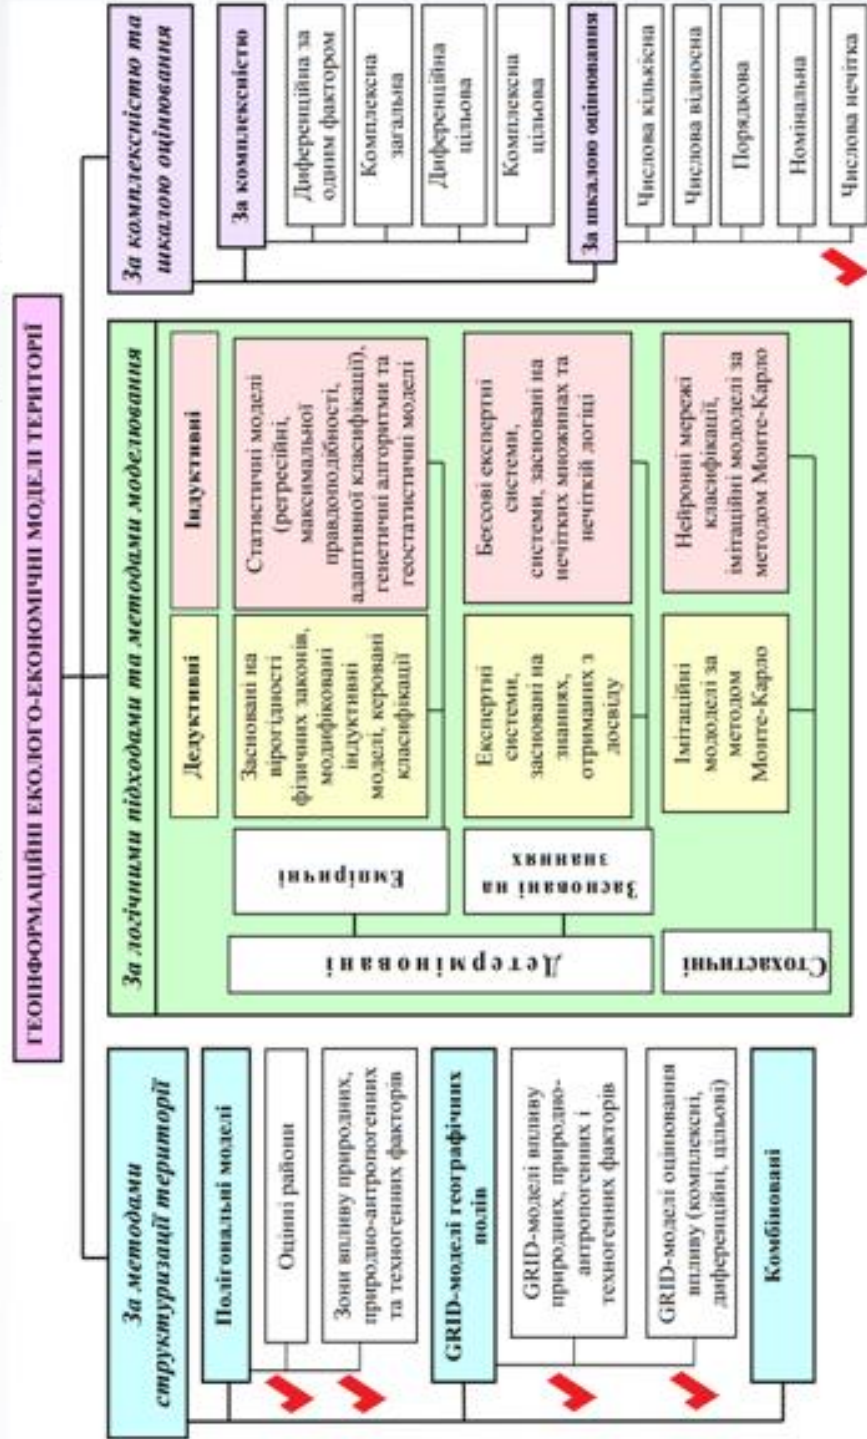 ГЕОІНФОРМАЦІЙНІ ЕКОЛОГО-ЕКОНОМІЧНІ МОДЕЛІ ТЕРИТОРІЇ
За методами
структуризації території
Полігональні моделі
Оцінні райони
Зони впливу природних,
природно-антропогенних
та техногенних факторів
GRID-моделі географічних
полів
GRID-моделі впливу
природних, природно-
антропогенних і
техногенних факторів
GRID-моделі оцінювання
впливу (комплексні,
диференційні, цільові)
Комбіновані
За логічними підходами та методами моделювання
Дедуктивні
Індуктивні
Детерміновані
Емпіричні
Засновані на
вірогідності
фізичних законів,
модифіковані
індуктивні
моделі, керовані
класифікації
Статистичні моделі
(регресійні,
максимальної
правдоподібності,
адаптивної класифікації),
генетичні алгоритми та
геостатистичні моделі
Засновані на
знаннях
Експертні
системи,
засновані на
знаннях,
отриманих з
досвіду
Беєсові експертні
системи,
системи, засновані на
нечітких множинах та
нечіткій логіці
Стохастичні
Імітаційні
мододелі за
методом
Монте-Карло
Нейронні мережі
класифікації,
імітаційні мододелі за
методом Монте-Карло
За комплексністю та
шкалою оцінювання
За комплексністю
Диференційна за
одним фактором
Комплексна
загальна
Диференційна
цільова
Комплексна
цільова
За шкалою оцінювання
Числова кількісна
Числова відносна
Порядкова
Номінальна
Числова нечітка